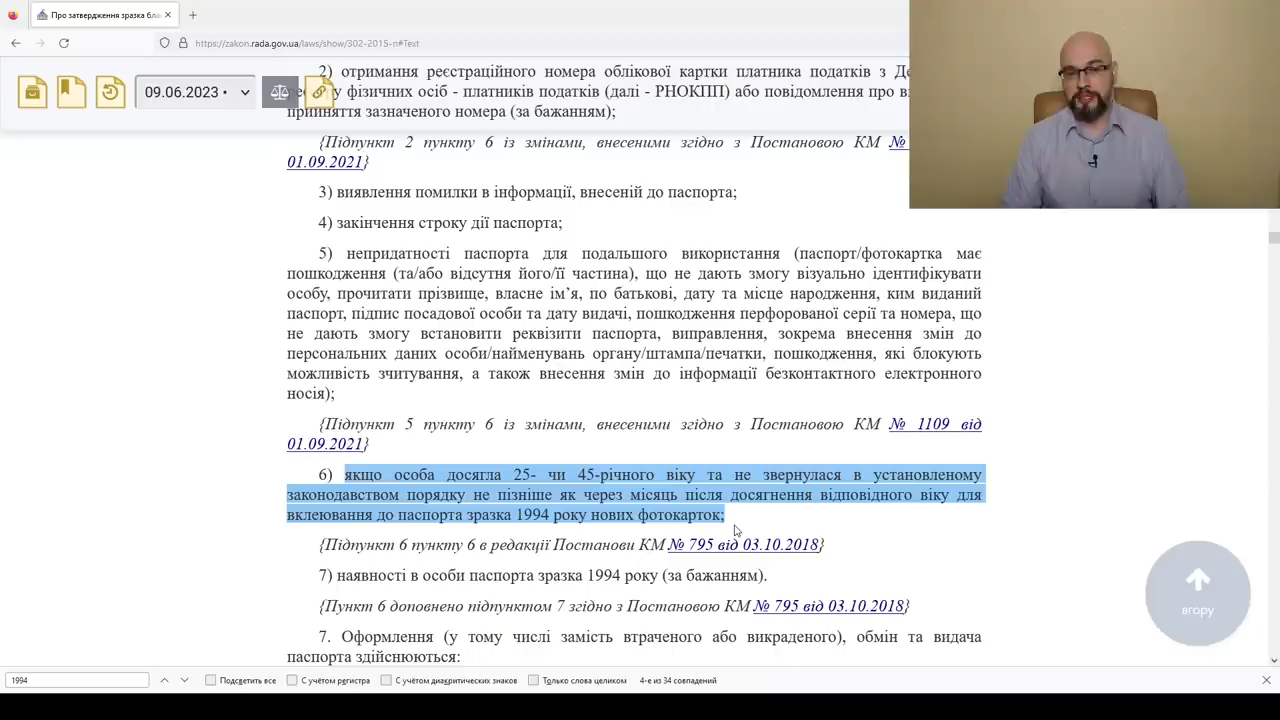 Про затвердження зразка бла
https://zakon.rada.gov.ua/laws/show/302-2015-п#Text
09.06.2023 •
2) отримання реєстраційного номера облікової картки платника податків з
у фізичних осіб - платників податків (далі - РНОКПП) або повідомлення про
прийняття зазначеного номера (за бажанням);
{Підпункт 2 пункту 6 із змінами, внесеними згідно з Постановою КМ №
01.09.2021}
3) виявлення помилки в інформації, внесеній до паспорта;
4) закінчення строку дії паспорта;
5) непридатності паспорта для подальшого використання (паспорт/фотокартка має
пошкодження (та/або відсутня його/її частина), що не дають змогу візуально ідентифікувати
особу, прочитати прізвище, власне ім’я, по батькові, дату та місце народження, ким виданий
паспорт, підпис посадової особи та дату видачі, пошкодження перфорованої серії та номера, що
не дають змогу встановити реквізити паспорта, виправлення, зокрема внесення змін до
персональних даних особи/найменувань органу/штампа/печатки, пошкодження, які блокують
можливість зчитування, а також внесення змін до інформації безконтактного електронного
носія);
{Підпункт 5 пункту 6 із змінами, внесеними згідно з Постановою КМ № 1109 від
01.09.2021}
6) якщо особа досягла 25- чи 45-річного віку та не звернулася в установленому
законодавством порядку не пізніше як через місяць після досягнення відповідного віку для
вклеювання до паспорта зразка 1994 року нових фотокарток;
{Підпункт 6 пункту 6 в редакції Постанови КМ № 795 від 03.10.2018}
7) наявності в особи паспорта зразка 1994 року (за бажанням).
{Пункт 6 доповнено підпунктом 7 згідно з Постановою КМ № 795 від 03.10.2018}
вгору
7. Оформлення (у тому числі замість втраченого або викраденого), обмін та видача
паспорта здійснюються:
1994
Подсветить все
С учётом регистра
С учётом диакритических знаков
Только слова целиком
4-е из 34 совпадений